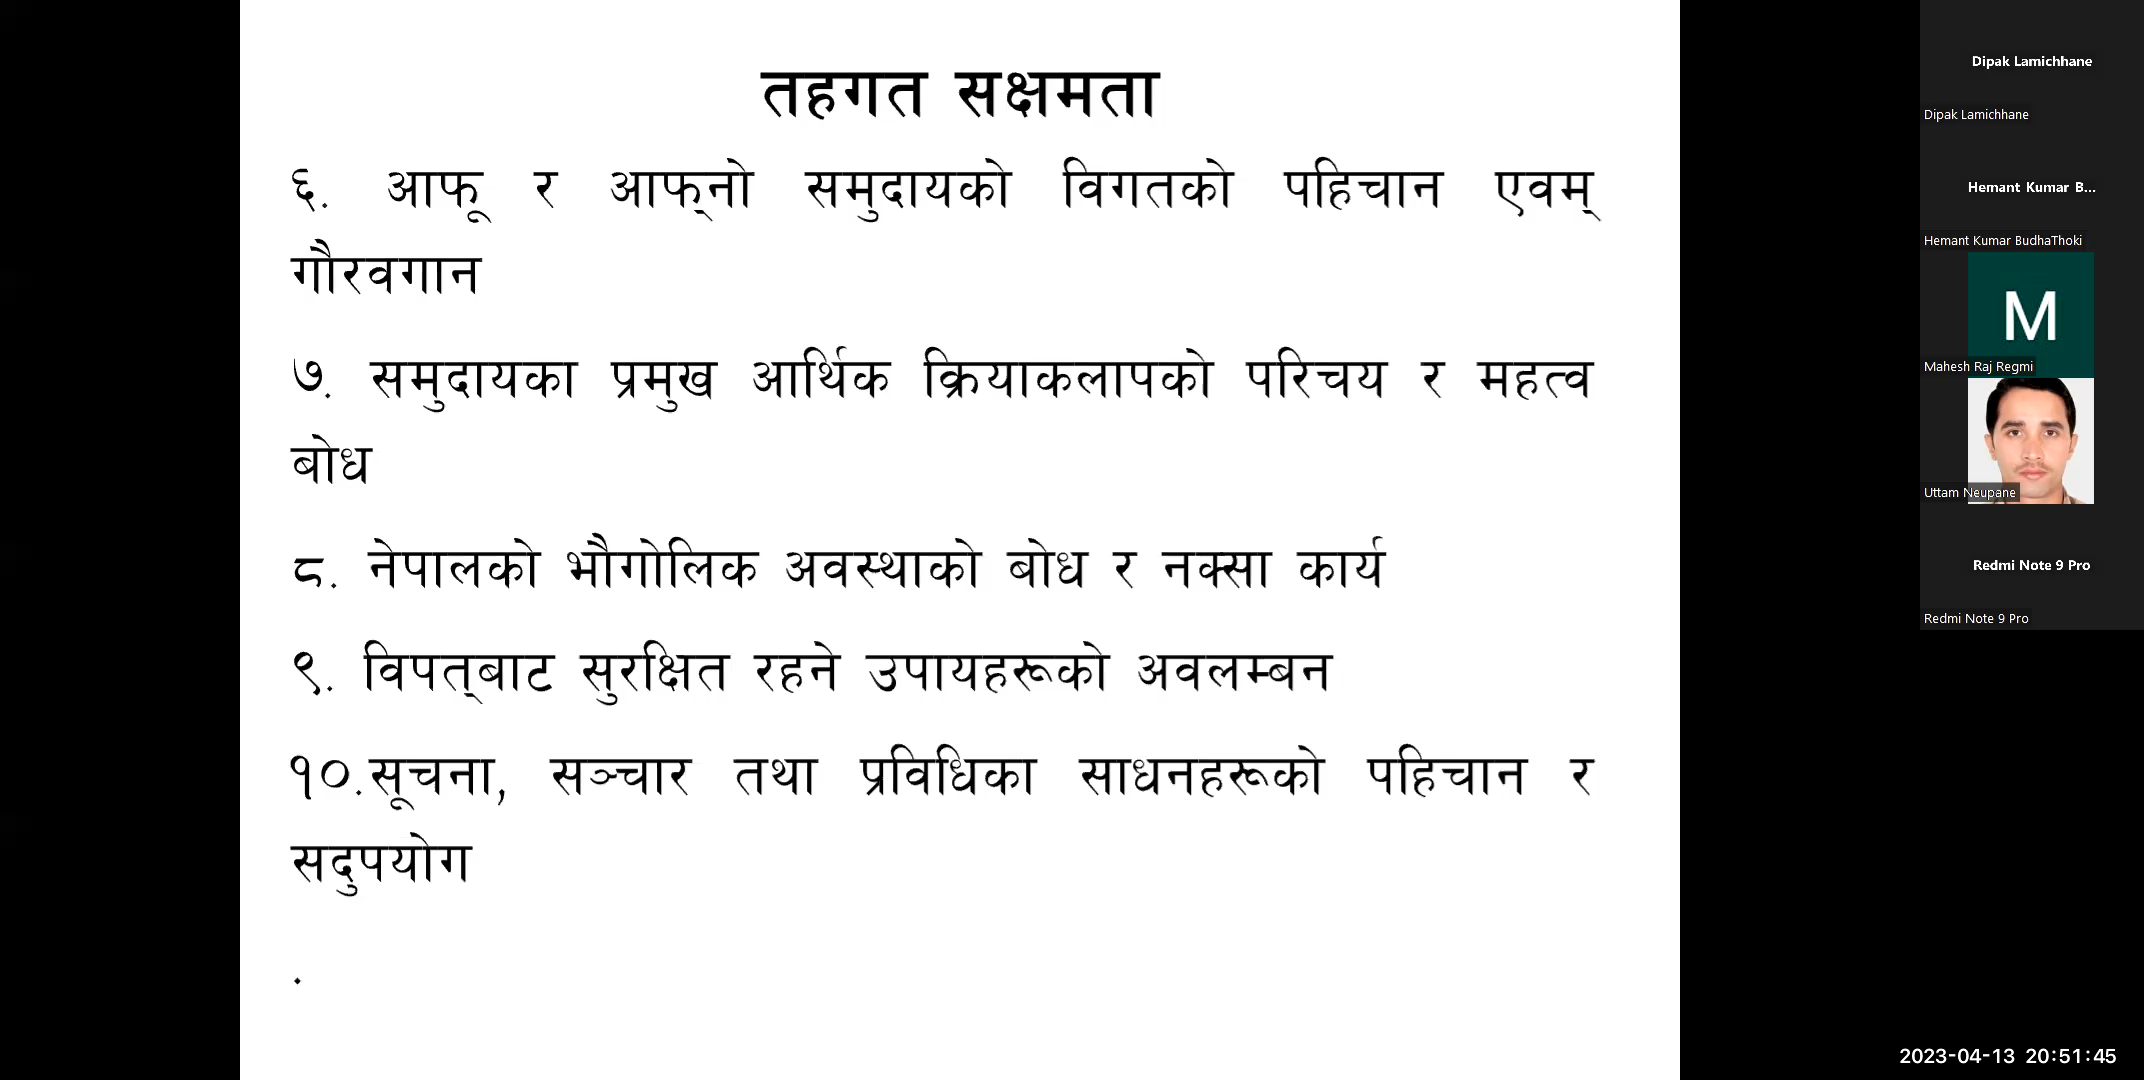 तहगत सक्षमता
६. आफू र आफ्‌नो समुदायको विगतको पहिचान एवम्
गौरवगान
७. समुदायका प्रमुख आर्थिक क्रियाकलापको परिचय र महत्व
बोध
८. नेपालको भौगोलिक अवस्थाको बोध र नक्सा कार्य
९. विपत्‌बाट सुरक्षित रहने उपायहरूको अवलम्बन
१०.सूचना, सञ्चार तथा प्रविधिका साधनहरूको पहिचान र
सदुपयोग
.
Dipak Lamichhane
Dipak Lamichhane
Hemant Kumar B...
Hemant Kumar BudhaThoki
M
Mahesh Raj Regmi
Uttam Neupane
Redmi Note 9 Pro
Redmi Note 9 Pro
2023-04-13 20:51:45